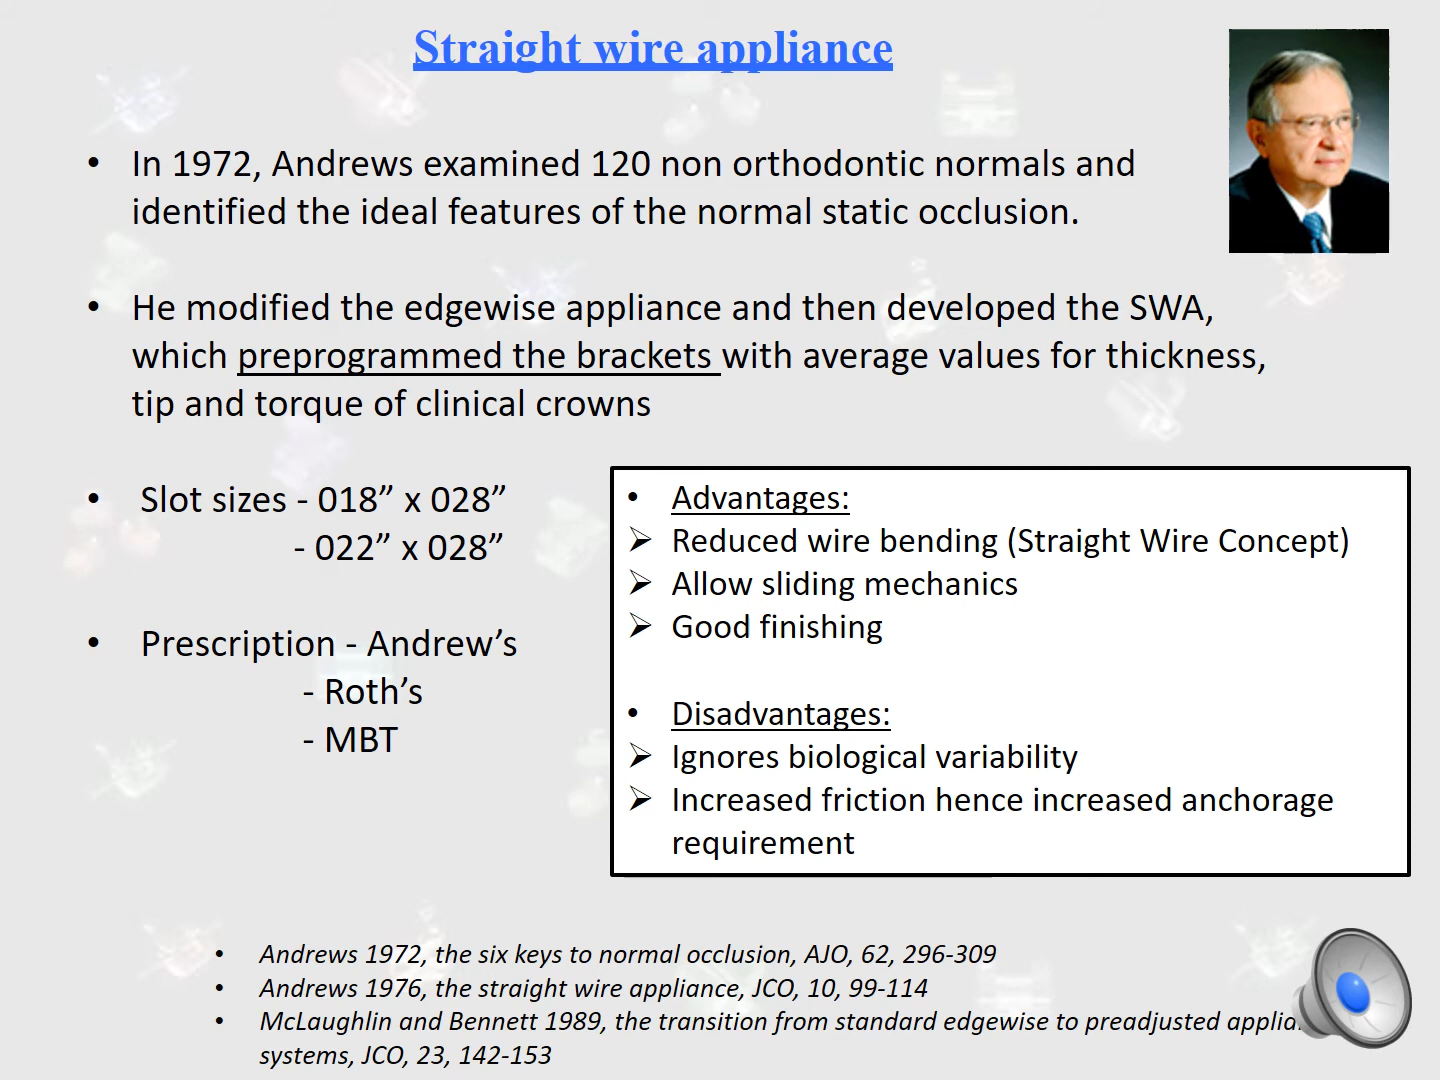 Straight wire appliance
• In 1972, Andrews examined 120 non orthodontic normals and
identified the ideal features of the normal static occlusion.
• He modified the edgewise appliance and then developed the SWA,
which preprogrammed the brackets with average values for thickness,
tip and torque of clinical crowns
• Slot sizes - 018” x 028”
- 022” x 028”
• Prescription - Andrew’s
- Roth’s
- MBT
• Advantages:
➢ Reduced wire bending (Straight Wire Concept)
➢ Allow sliding mechanics
➢ Good finishing
• Disadvantages:
➢ Ignores biological variability
➢ Increased friction hence increased anchorage
requirement
• Andrews 1972, the six keys to normal occlusion, AJO, 62, 296-309
• Andrews 1976, the straight wire appliance, JCO, 10, 99-114
• McLaughlin and Bennett 1989, the transition from standard edgewise to preadjusted
systems, JCO, 23, 142-153